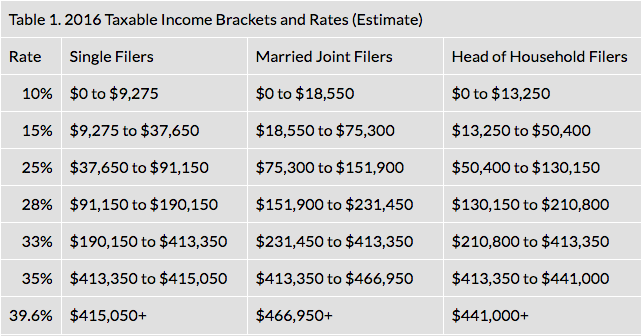 Table 1. 2016 Taxable Income Brackets and Rates (Estimate)
Rate Single Filers Married Joint Filers Head of Household Filers
10% $0 to $9,275 $0 to $18,550 $0 to $13,250
15% $9,275 to $37,650 $18,550 to $75,300 $13,250 to $50,400
25% $37,650 to $91,150 $75,300 to $151,900 $50,400 to $130,150
28% $91,150 to $190,150 $151,900 to $231,450 $130,150 to $210,800
33% $190,150 to $413,350 $231,450 to $413,350 $210,800 to $413,350
35% $413,350 to $415,050 $413,350 to $466,950 $413,350 to $441,000
39.6% $415,050+ $466,950+ $441,000+